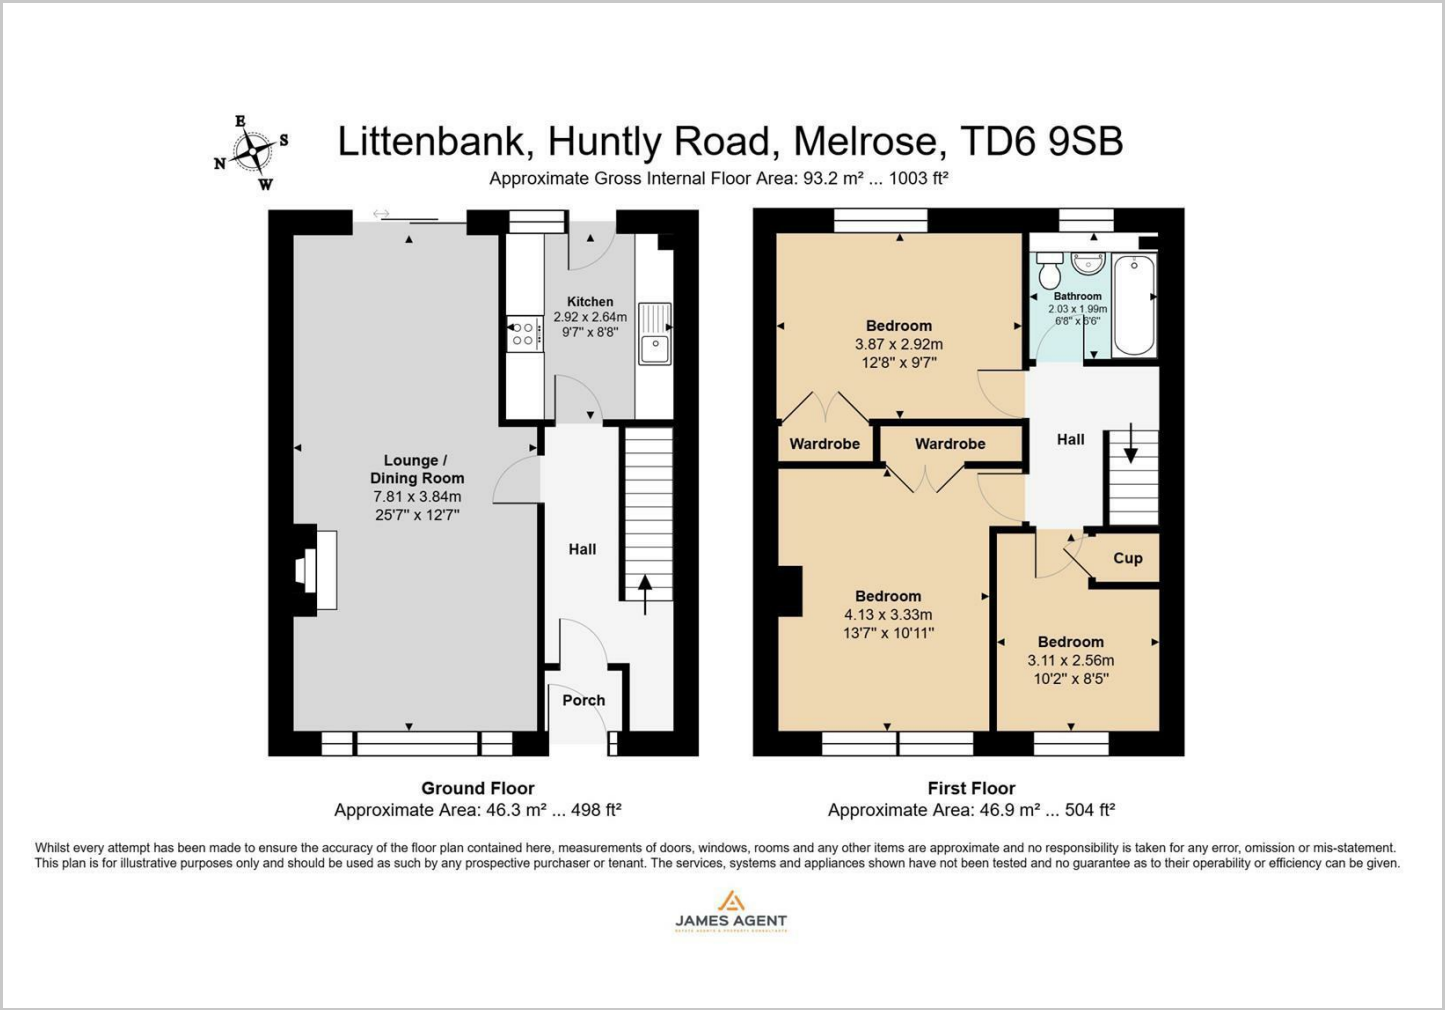 E
S
N
W
Littenbank, Huntly Road, Melrose, TD6 9SB
Approximate Gross Internal Floor Area: 93.2 m² ... 1003 ft²
Kitchen
2.92 x 2.64m
9'7" x 8'8"
Lounge /
Dining Room
7.81 x 3.84m
25'7" x 12'7"
Hall
Porch
Ground Floor
Approximate Area: 46.3 m² ... 498 ft²
Bedroom
3.87 x 2.92m
12'8" x 9'7"
Bathroom
2.03 x 1.99m
6'8" x 6'6"
Wardrobe
Wardrobe
Hall
Cup
Bedroom
4.13 x 3.33m
13'7" x 10'11"
Bedroom
3.11 x 2.56m
10'2" x 8'5"
First Floor
Approximate Area: 46.9 m² ... 504 ft²
Whilst every attempt has been made to ensure the accuracy of the floor plan contained here, measurements of doors, windows, rooms and any other items are approximate and no responsibility is taken for any error, omission or mis-statement.
This plan is for illustrative purposes only and should be used as such by any prospective purchaser or tenant. The services, systems and appliances shown have not been tested and no guarantee as to their operability or efficiency can be given.
JAMES AGENT
ESTATE AGENTS & PROPERTY CONSULTANTS